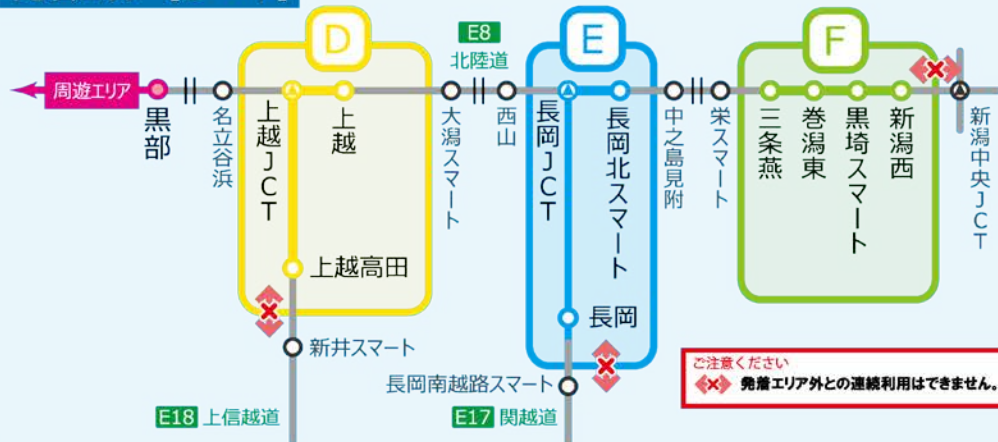 D
E
F
E8
北陸道
周遊エリア
黒部
名立谷浜
上越JCT
上越
大潟スマート
西山
長岡JCT
長岡北スマート
中之島見附
栄スマート
三条燕
巻潟東
黒埼スマート
新潟西
新潟中央JCT
上越高田
長岡
新井スマート
長岡南越路スマート
E18 上信越道
E17 関越道
ご注意ください
発着エリア外との連続利用はできません。